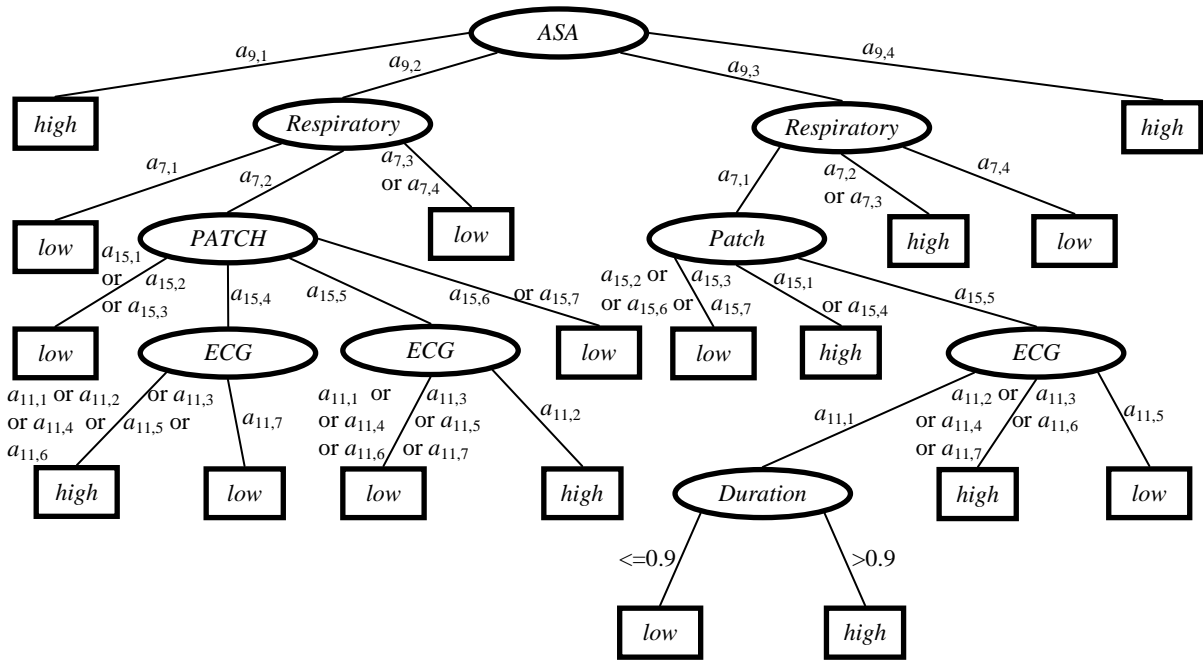 ASA
a9,1
a9,2
a9,3
a9,4
high
Respiratory
Respiratory
high
a7,1
a7,2
a7,3
or a7,4
a7,1
a7,2
or a7,3
a7,4
low
PATCH
low
Patch
high
low
a15,1
or a15,2
or a15,3
a15,4
a15,5
a15,6 or a15,7
a15,2 or a15,3
or a15,6 or a15,7
a15,1
or a15,4
a15,5
low
ECG
ECG
low
low
high
ECG
a11,1 or a11,2 or a11,3
or a11,4 or a11,5 or
a11,6
a11,7
a11,1 or a11,3
or a11,4 or a11,5
or a11,6 or a11,7
a11,2
a11,1
a11,2 or a11,3
or a11,4 or a11,6
or a11,7
a11,5
high
low
low
high
Duration
high
low
<=0.9
>0.9
low
high